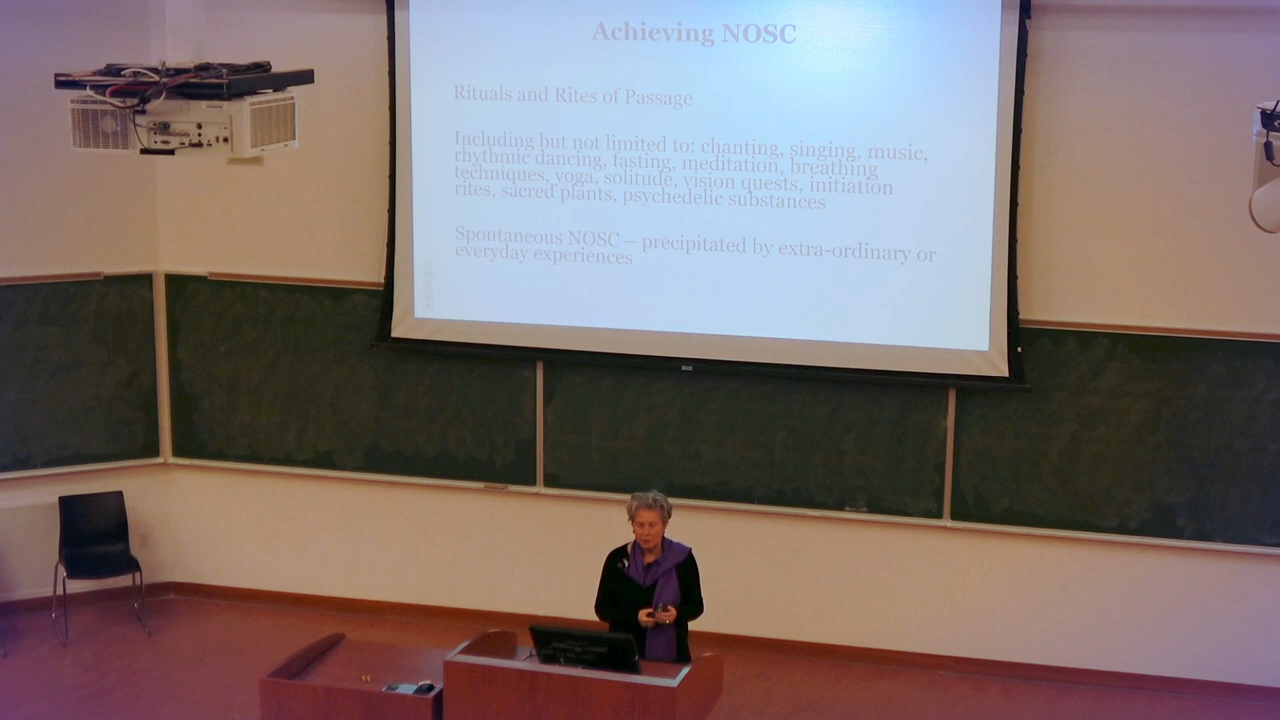 Achieving NOSC
Rituals and Rites of Passage
Including but not limited to: chanting, singing, music,
rhythmic dancing, fasting, meditation, breathing
techniques, yoga, solitude, vision quests, initiation
rites, sacred plants, psychedelic substances
Spontaneous NOSC – precipitated by extra-ordinary or
everyday experiences